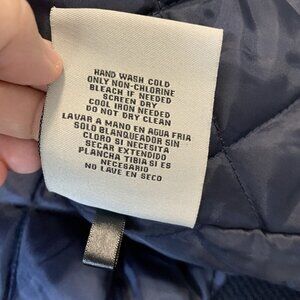 HAND WASH COLD
ONLY NON-CHLORINE
BLEACH IF NEEDED
SCREEN DRY
COOL IRON NEEDED
DO NOT DRY CLEAN
LAVAR A MANO EN AGUA FRIA
SOLO BLANQUEADOR SIN
CLORO SI NECESITA
SECAR EXTENDIDO
PLANCHA TIBIA SI ES
NECESARIO
NO LAVE EN SECO